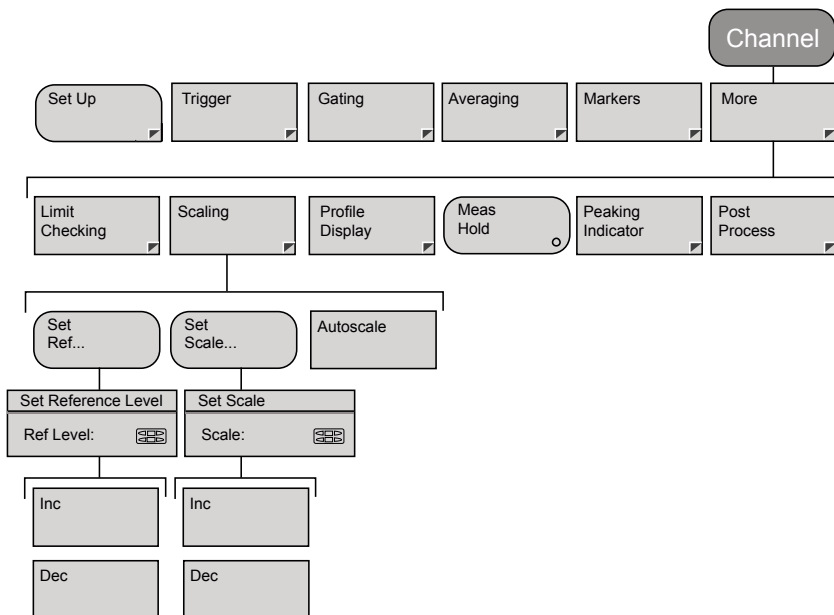 Channel
Set Up
Trigger
Gating
Averaging
Markers
More
Limit
Checking
Scaling
Profile
Display
Meas
Hold
Peaking
Indicator
Post
Process
Set
Ref...
Set
Scale...
Autoscale
Set Reference Level
Ref Level:
Set Scale
Scale:
Inc
Inc
Dec
Dec